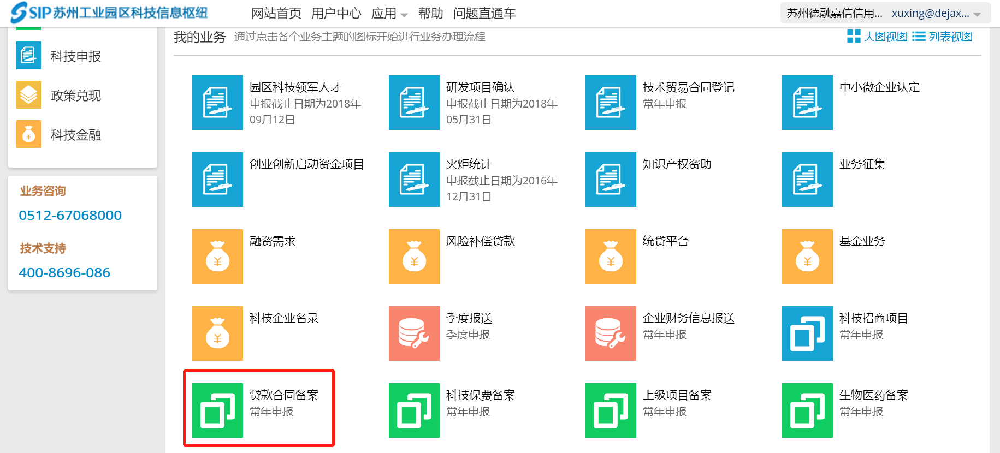 SIP苏州工业园区科技信息枢纽
网站首页 用户中心 应用 帮助 问题直通车
苏州德融嘉信信用... xuxing@dejax...
科技申报
政策兑现
科技金融
业务咨询
0512-67068000
技术支持
400-8696-086
我的业务 通过点击各个业务主题的图标开始进行业务办理流程
大图视图 列表视图
园区科技领军人才
申报截止日期为2018年
09月12日
研发项目确认
申报截止日期为2018年
05月31日
技术贸易合同登记
常年申报
中小微企业认定
创业创新启动资金项目
火炬统计
申报截止日期为2016年
12月31日
知识产权资助
业务征集
¥
融资需求
¥
风险补偿贷款
¥
统贷平台
¥
基金业务
¥
科技企业名录
季度报送
季度申报
企业财务信息报送
常年申报
科技招商项目
常年申报
贷款合同备案
常年申报
科技保费备案
常年申报
上级项目备案
常年申报
生物医药备案
常年申报